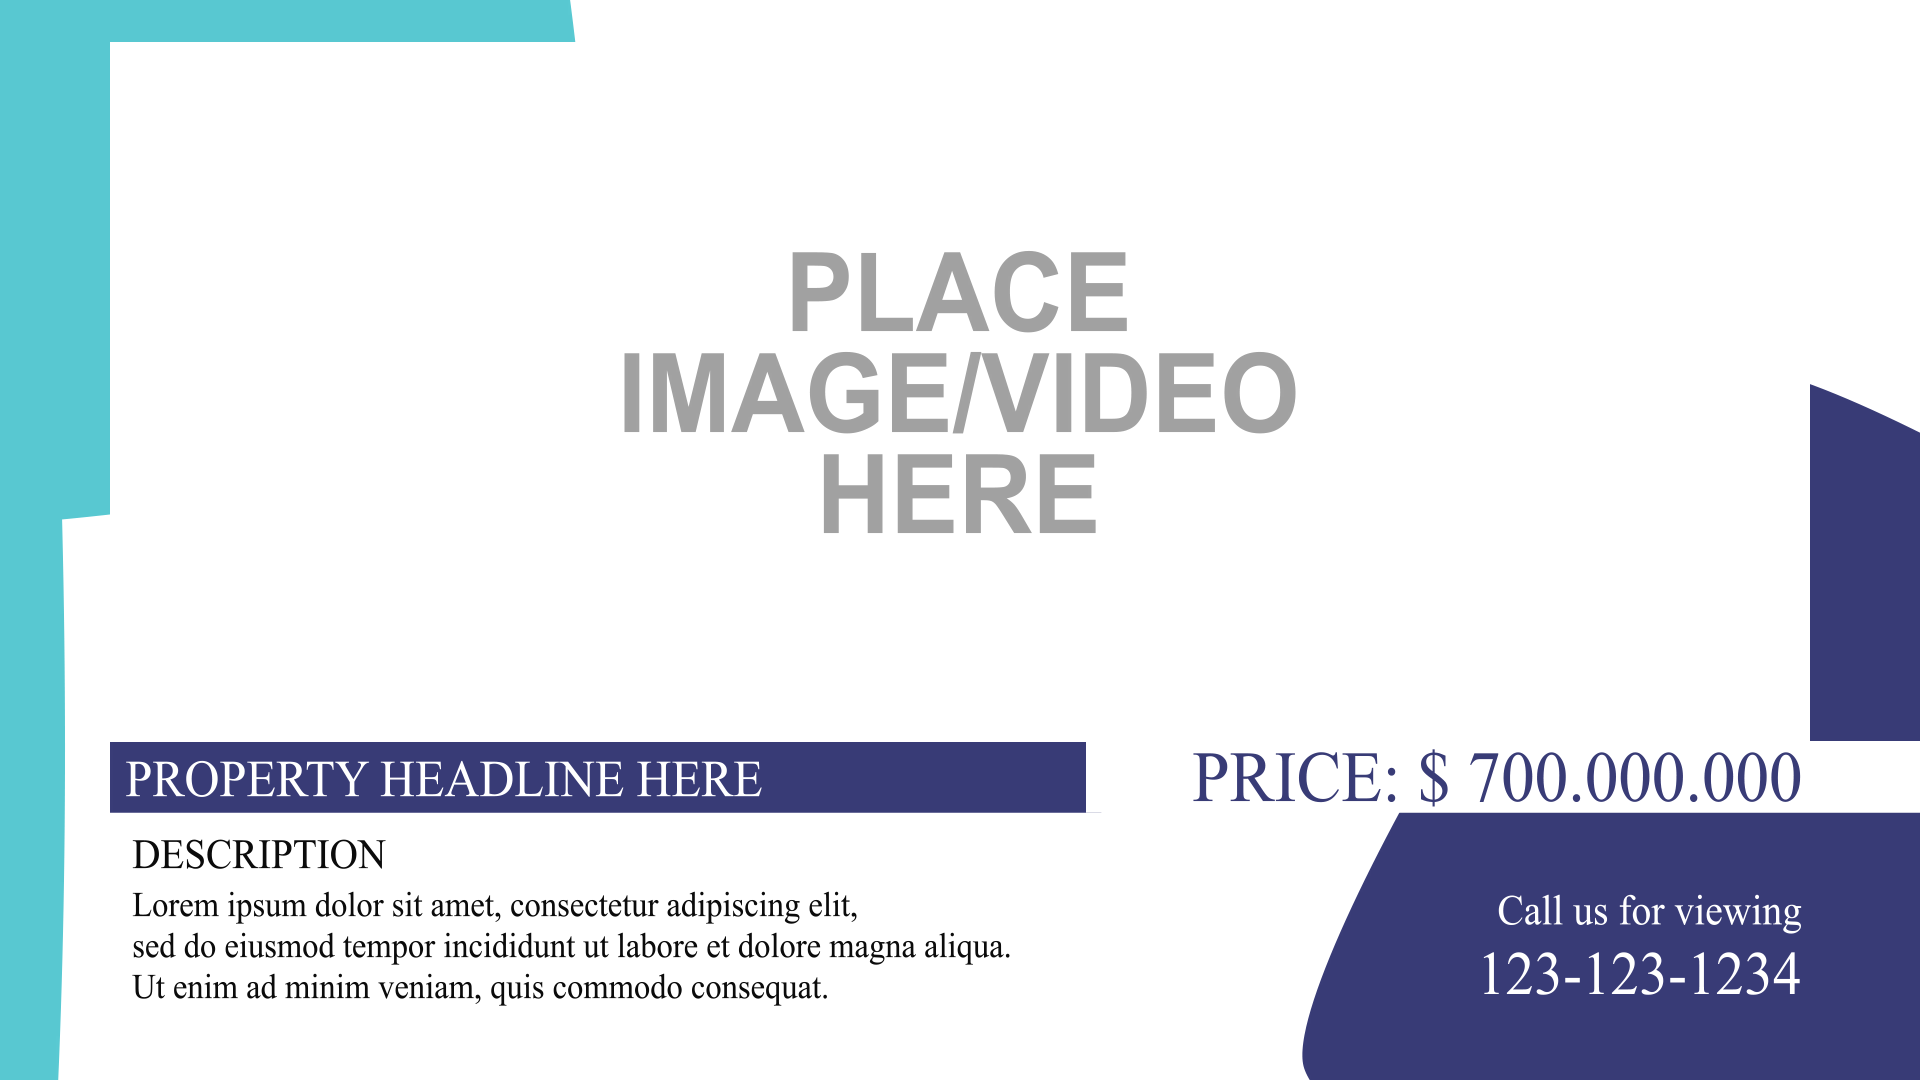 PLACE
IMAGE/VIDEO
HERE
PROPERTY HEADLINE HERE
PRICE: $ 700.000.000
DESCRIPTION
Lorem ipsum dolor sit amet, consectetur adipiscing elit,
sed do eiusmod tempor incididunt ut labore et dolore magna aliqua.
Ut enim ad minim veniam, quis commodo consequat.
Call us for viewing
123-123-1234